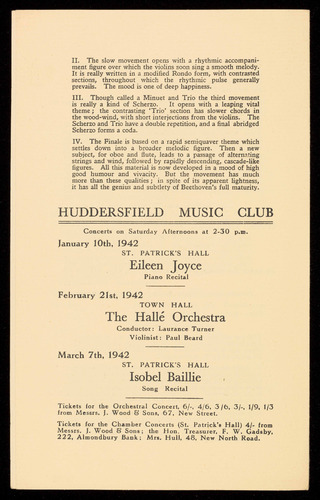 II. The slow movement opens with a rhythmic accompani-
ment figure over which the violins soon sing a smooth melody.
It is really written in a modified Rondo form, with contrasted
sections, throughout which the rhythmic pulse generally
prevails. The mood is one of deep happiness.
III. Though called a Minuet and Trio the third movement
is really a kind of Scherzo. It opens with a leaping vital
theme; the contrasting 'Trio' section has slower chords in
the wood-wind, with short interjections from the violins. The
Scherzo and Trio have a double repetition, and a final abridged
Scherzo forms a coda.
IV. The Finale is based on a rapid semiquaver theme which
settles down into a broader melodic figure. Then a new
subject, for oboe and flute, leads to a passage of alternating
strings and wind, followed by rapidly descending, cascade-like
figures. All this material is now developed in a mood of high
good humour and vivacity. But the movement has much
more than these qualities; in spite of its apparent lightness,
it has all the genius and subtlety of Beethoven's full maturity.
HUDDERSFIELD MUSIC CLUB
Concerts on Saturday Afternoons at 2-30 p.m.
January 10th, 1942
ST. PATRICK'S HALL
Eileen Joyce
Piano Recital
February 21st, 1942
TOWN HALL
The Hallé Orchestra
Conductor: Laurance Turner
Violinist: Paul Beard
March 7th, 1942
ST. PATRICK'S HALL
Isobel Baillie
Song Recital
Tickets for the Orchestral Concert, 6/-, 4/6, 3/6, 3/-, 1/9, 1/3
from Messrs. J. Wood & Sons, 67, New Street.
Tickets for the Chamber Concerts (St. Patrick's Hall) 4/- from
Messrs. J. Wood & Sons; the Hon. Treasurer, F. W. Gadsby,
222, Almondbury Bank; Mrs. Hull, 48, New North Road.